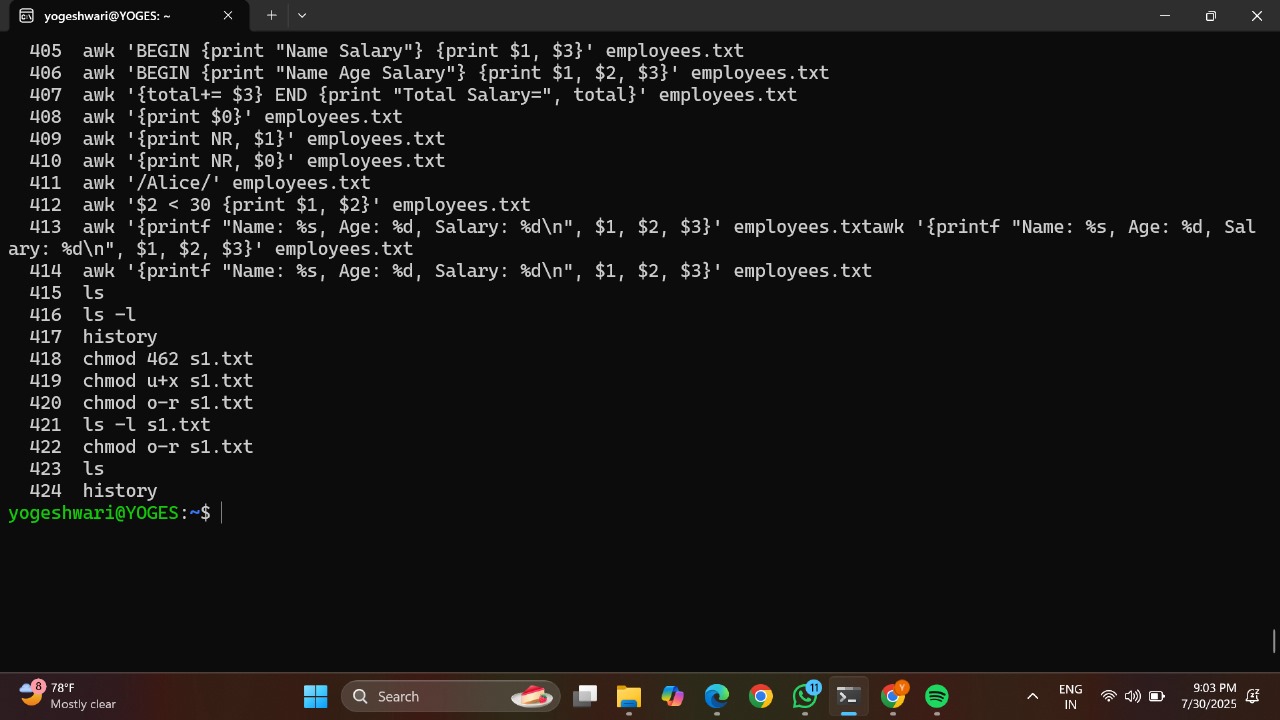 yogeshwari@YOGES: ~
405 awk 'BEGIN {print "Name Salary"} {print $1, $3}' employees.txt
406 awk 'BEGIN {print "Name Age Salary"} {print $1, $2, $3}' employees.txt
407 awk '{total+= $3} END {print "Total Salary=", total}' employees.txt
408 awk '{print $0}' employees.txt
409 awk '{print NR, $1}' employees.txt
410 awk '{print NR, $0}' employees.txt
411 awk '/Alice/' employees.txt
412 awk '$2 < 30 {print $1, $2}' employees.txt
413 awk '{printf "Name: %s, Age: %d, Salary: %d\n", $1, $2, $3}' employees.txtawk '{printf "Name: %s, Age: %d, Sal
ary: %d\n", $1, $2, $3}' employees.txt
414 awk '{printf "Name: %s, Age: %d, Salary: %d\n", $1, $2, $3}' employees.txt
415 ls
416 ls -l
417 history
418 chmod 462 s1.txt
419 chmod u+x s1.txt
420 chmod o-r s1.txt
421 ls -l s1.txt
422 chmod o-r s1.txt
423 ls
424 history
yogeshwari@YOGES:~$
8
78°F
Mostly clear
Search
11
Y
ENG
IN
9:03 PM
7/30/2025